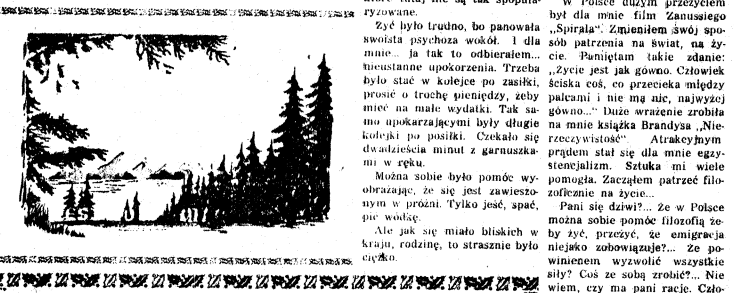 ryzowane.
Żyć było trudno, bo panowała
swoista psychoza wokół. I dla
mnie... ja tak to odbierałem...
nieustanne upokorzenia. Trzeba
było stać w kolejce po zasiłki,
prosić o trochę pieniędzy, żeby
mieć na małe wydatki. Tak sa-
mo upokarzającymi były długie
kolejki po posiłki. Czekało się
dwadzieścia minut z garnuszka-
mi w ręku.
Można sobie było pomóc wy-
obrażając, że się jest zawieszo-
nym w próżni. Tylko jeść, spać,
pić wódkę.
Ale jak się miało bliskich w
kraju, rodzinę, to strasznie było
ciężko.
W Polsce dużym przeżyciem
był dla mnie film Zanussiego
„Spirala”. Zmieniłem swój spo-
sób patrzenia na świat, na ży-
cie. Pamiętam takie zdanie:
„Życie jest jak gówno. Człowiek
ściska coś, co przecieka między
palcami i nie ma nic, najwyżej
gówno...” Duże wrażenie zrobiła
na mnie książka Brandysa „Nie-
rzeczywistość”. Atrakcyjnym
prądem stał się dla mnie egzy-
stencjalizm. Sztuka mi wiele
pomogła. Zacząłem patrzeć filo-
zoficznie na życie...
Pani się dziwi?... Że w Polsce
można sobie pomóc filozofią że-
by żyć, przeżyć, że emigracja
niejako zobowiązuje?... Że po-
winienem wyzwolić wszystkie
siły? Coś ze sobą zrobić?... Nie
wiem, czy ma pani rację. Czło-